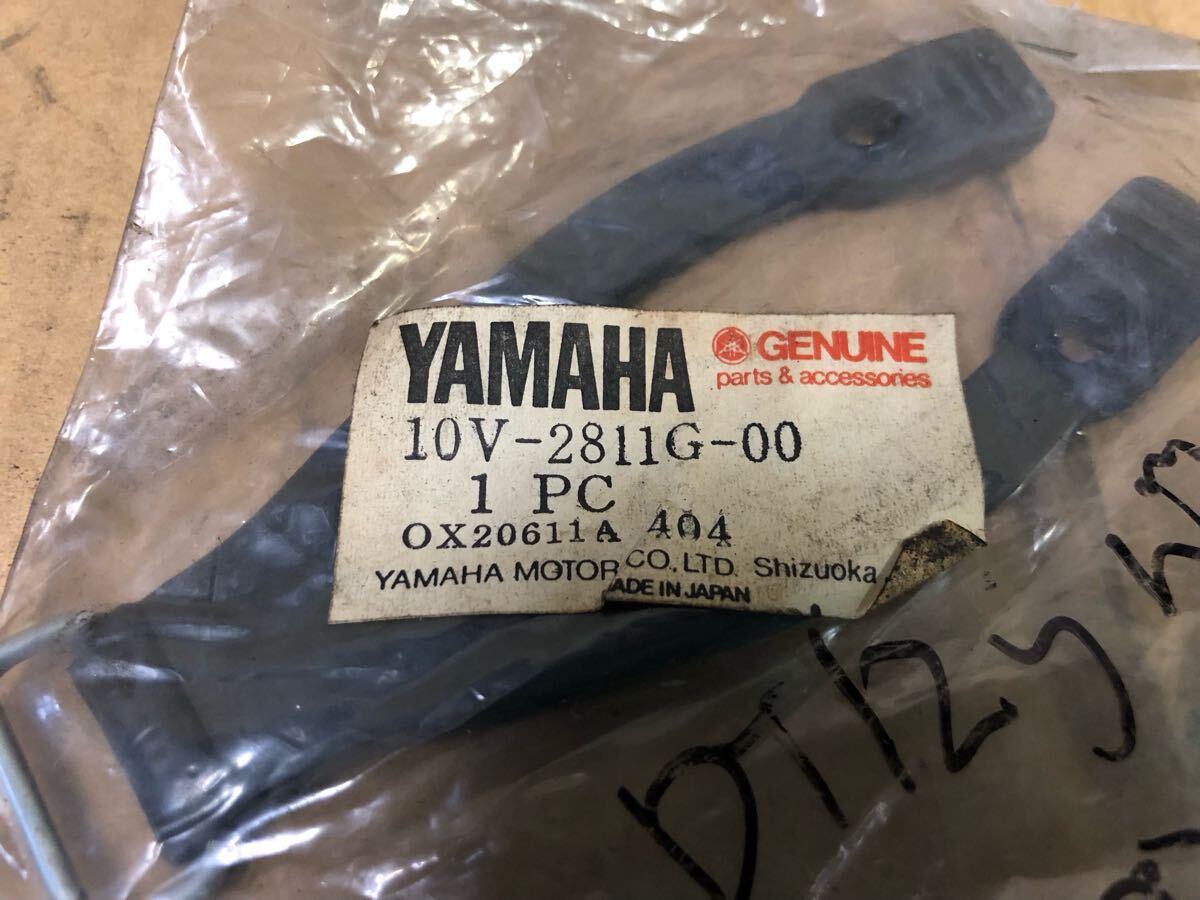 YAMAHA GENUINE
parts & accessories
10V-2811G-00
1 PC
OX20611A 404
YAMAHA MOTOR CO., LTD. Shizuoka
ADE IN JAPAN